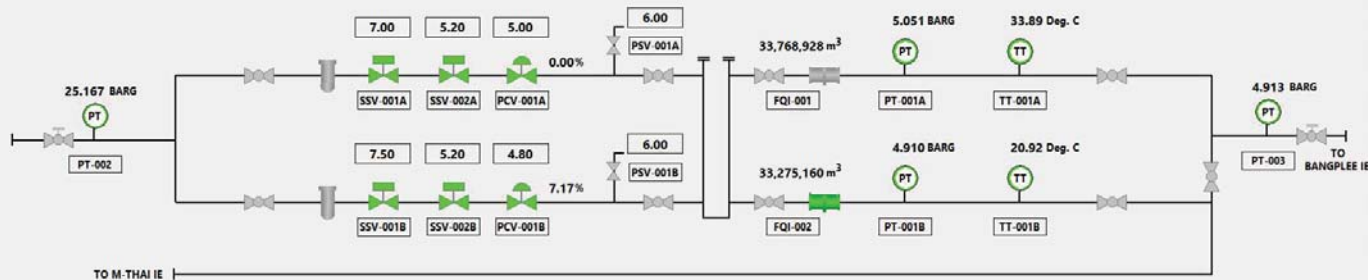 7.00
5.20
5.00
6.00
PSV-001A
0.00%
SSV-001A
SSV-002A
PCV-001A
33,768,928 m³
5.051 BARG
33.89 Deg. C
PT
TT
FQI-001
PT-001A
TT-001A
25.167 BARG
PT
PT-002
4.913 BARG
PT
PT-003
TO
BANGPLEE IE
7.50
5.20
4.80
6.00
PSV-001B
7.17%
SSV-001B
SSV-002B
PCV-001B
33,275,160 m³
4.910 BARG
20.92 Deg. C
PT
TT
FQI-002
PT-001B
TT-001B
TO M-THAI IE